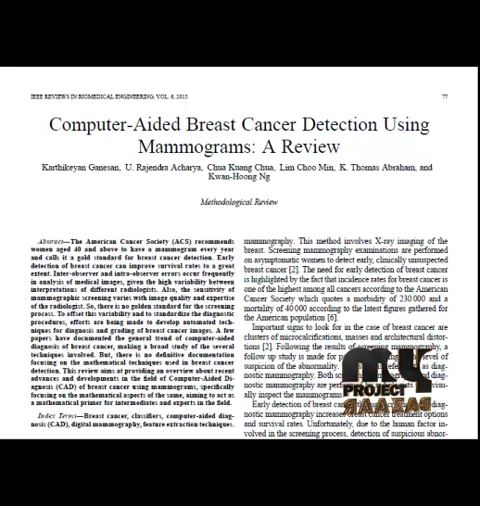 IEEE REVIEWS IN BIOMEDICAL ENGINEERING, VOL. 6, 2013
77
Computer-Aided Breast Cancer Detection Using
Mammograms: A Review
Karthikeyan Ganesan, U. Rajendra Acharya, Chua Kuang Chua, Lim Choo Min, K. Thomas Abraham, and
Kwan-Hoong Ng
Methodological Review
Abstract—The American Cancer Society (ACS) recommends
women aged 40 and above to have a mammogram every year
and calls it a gold standard for breast cancer detection. Early
detection of breast cancer can improve survival rates to a great
extent. Inter-observer and intra-observer errors occur frequently
in analysis of medical images, given the high variability between
interpretations of different radiologists. Also, the sensitivity of
mammographic screening varies with image quality and expertise
of the radiologist. So, there is no golden standard for the screening
process. To offset this variability and to standardize the diagnostic
procedures, efforts are being made to develop automated tech-
niques for diagnosis and grading of breast cancer images. A few
papers have documented the general trend of computer-aided
diagnosis of breast cancer, making a broad study of the several
techniques involved. But, there is no definitive documentation
focusing on the mathematical techniques used in breast cancer
detection. This review aims at providing an overview about recent
advances and developments in the field of Computer-Aided Di-
agnosis (CAD) of breast cancer using mammograms, specifically
focusing on the mathematical aspects of the same, aiming to act as
a mathematical primer for intermediates and experts in the field.
Index Terms—Breast cancer, classifiers, computer-aided diag-
nosis (CAD), digital mammography, feature extraction techniques.
mammography. This method involves X-ray imaging of the
breast. Screening mammography examinations are performed
on asymptomatic women to detect early, clinically unsuspected
breast cancer [2]. The need for early detection of breast cancer
is highlighted by the fact that incidence rates for breast cancer is
one of the highest among all cancers according to the American
Cancer Society which quotes a morbidity of 230 000 and a
mortality of 40 000 according to the latest figures gathered for
the American population [6].
Important signs to look for in the case of breast cancer are
clusters of microcalcifications, masses and architectural distor-
tions [2]. Following the results of screening mammography, a
follow up study is made for level of
suspicion of the abnormality. as diag-
nostic mammography. Both diag-
nostic mammography are
ally inspect the mammograms
Early detection of breast diag-
nostic mammography increases breast treatment options
and survival rates. Unfortunately, due to the human factor in-
volved in the screening process, detection of suspicious abnor-
PROJECT